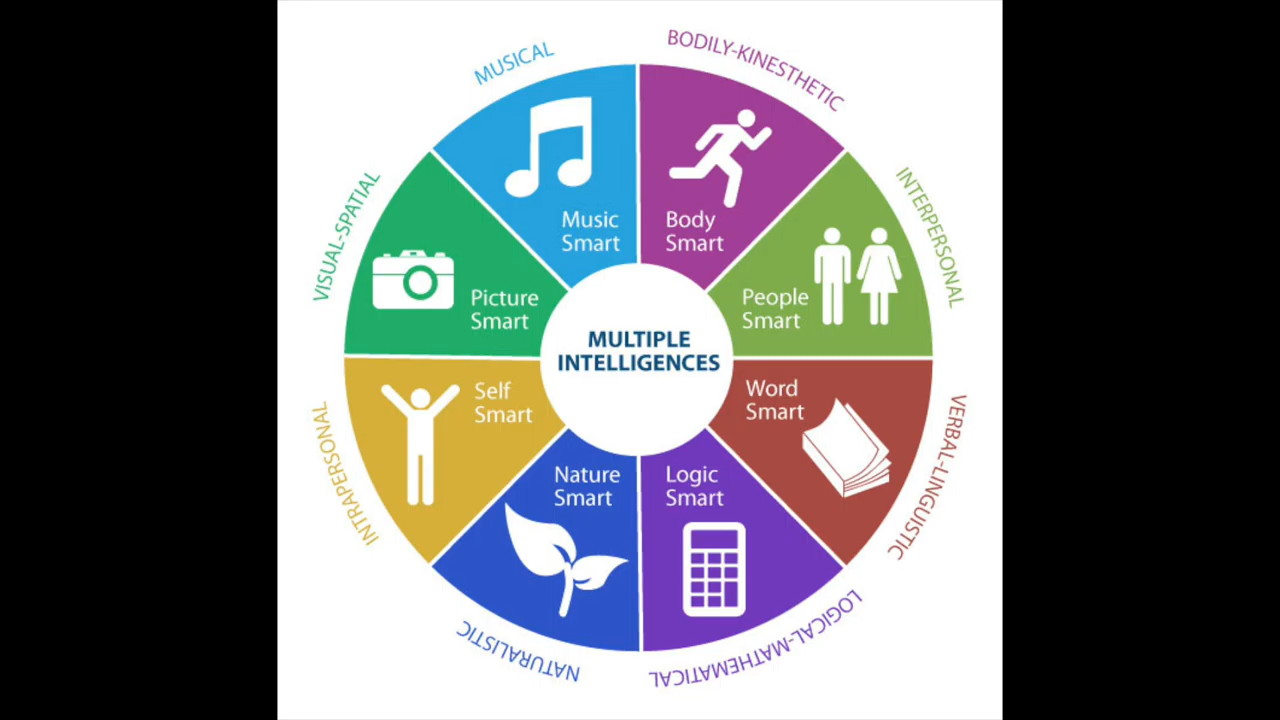 MUSICAL
BODILY-KINESTHETIC
INTERPERSONAL
VERBAL-LINGUISTIC
LOGICAL-MATHEMATICAL
NATURALISTIC
INTRAPERSONAL
VISUAL-SPATIAL
Music
Smart
Body
Smart
People
Smart
Word
Smart
Logic
Smart
Nature
Smart
Self
Smart
Picture
Smart
MULTIPLE
INTELLIGENCES